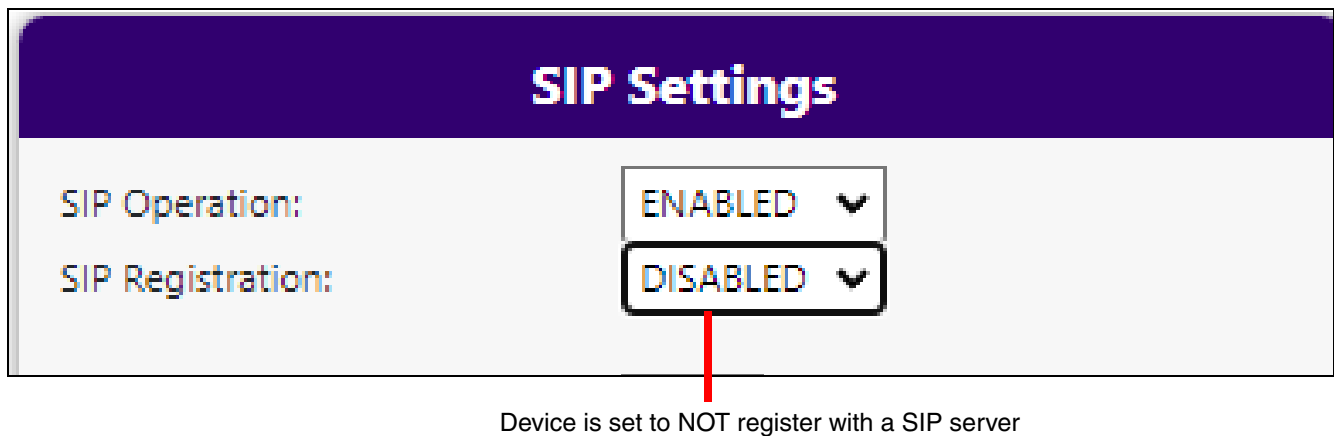 SIP Settings
SIP Operation: ENABLED
SIP Registration: DISABLED
Device is set to NOT register with a SIP server